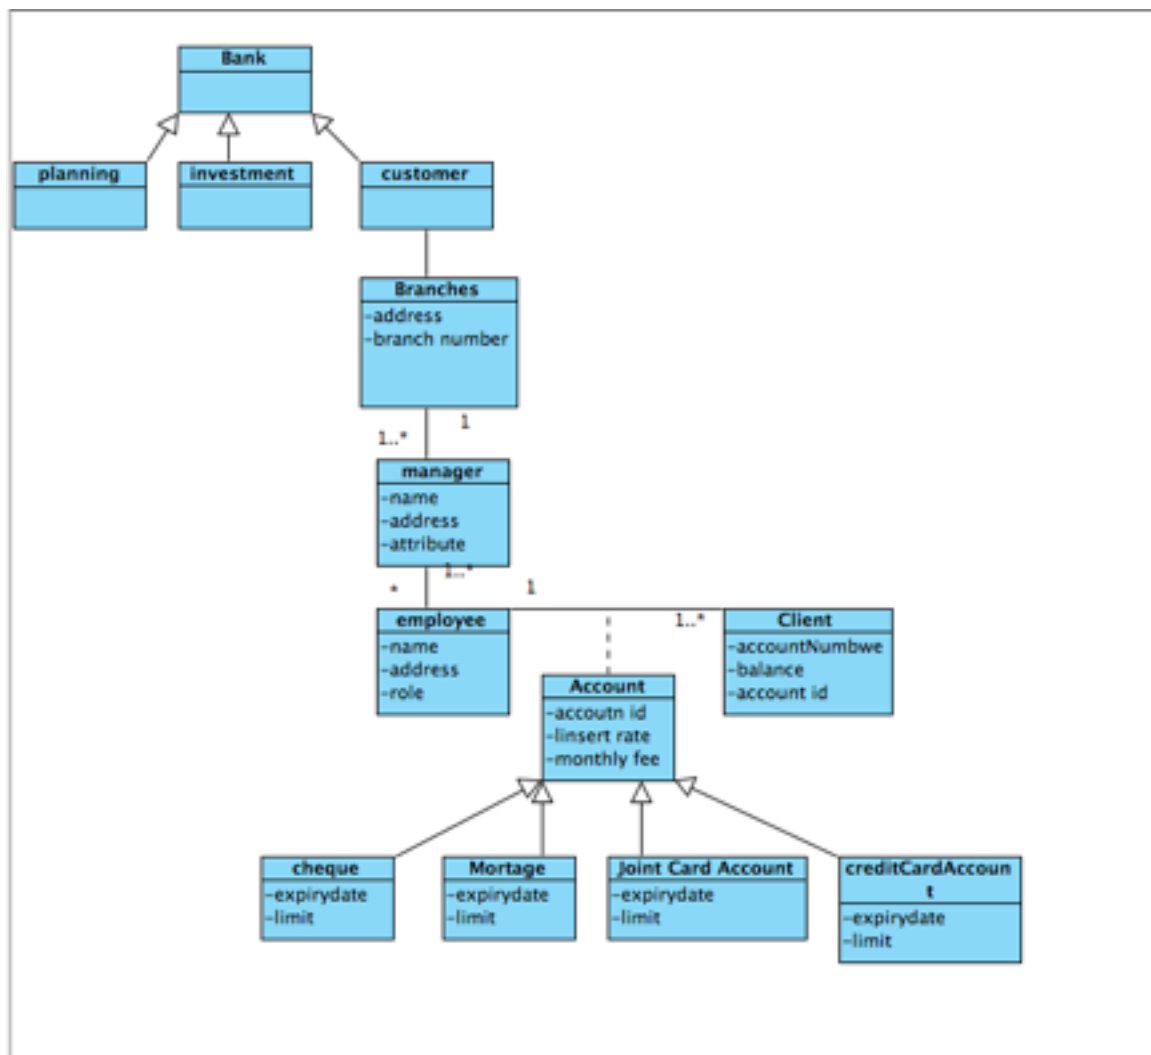 Bank
planning
investment
customer
Branches
-address
-branch number
1
1..*
manager
-name
-address
-attribute
1..*
*
1
employee
-name
-address
-role
1..*
Client
-accountNumbwe
-balance
-account id
Account
-accoutn id
-linsert rate
-monthly fee
cheque
-expirydate
-limit
Mortage
-expirydate
-limit
Joint Card Account
-expirydate
-limit
creditCardAccoun
t
-expirydate
-limit